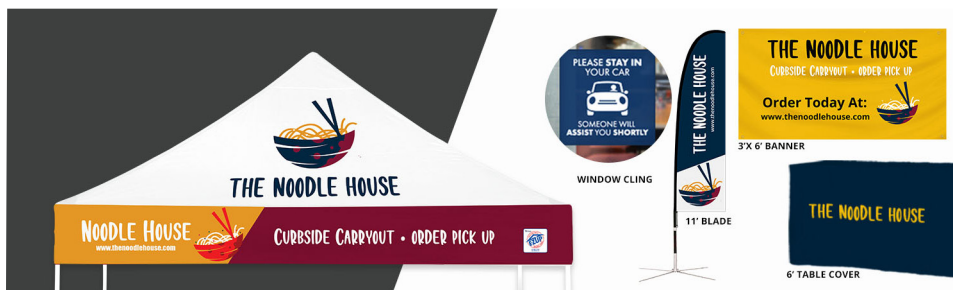 THE NOODLE HOUSE
NOODLE HOUSE
www.thenoodlehouse.com
CURBSIDE CARRYOUT • ORDER PICK UP
PLEASE STAY IN
YOUR CAR
SOMEONE WILL
ASSIST YOU SHORTLY
WINDOW CLING
THE NOODLE HOUSE
www.thenoodlehouse.com
11' BLADE
THE NOODLE HOUSE
CURBSIDE CARRYOUT • ORDER PICK UP
Order Today At:
www.thenoodlehouse.com
3'X 6' BANNER
THE NOODLE HOUSE
6' TABLE COVER